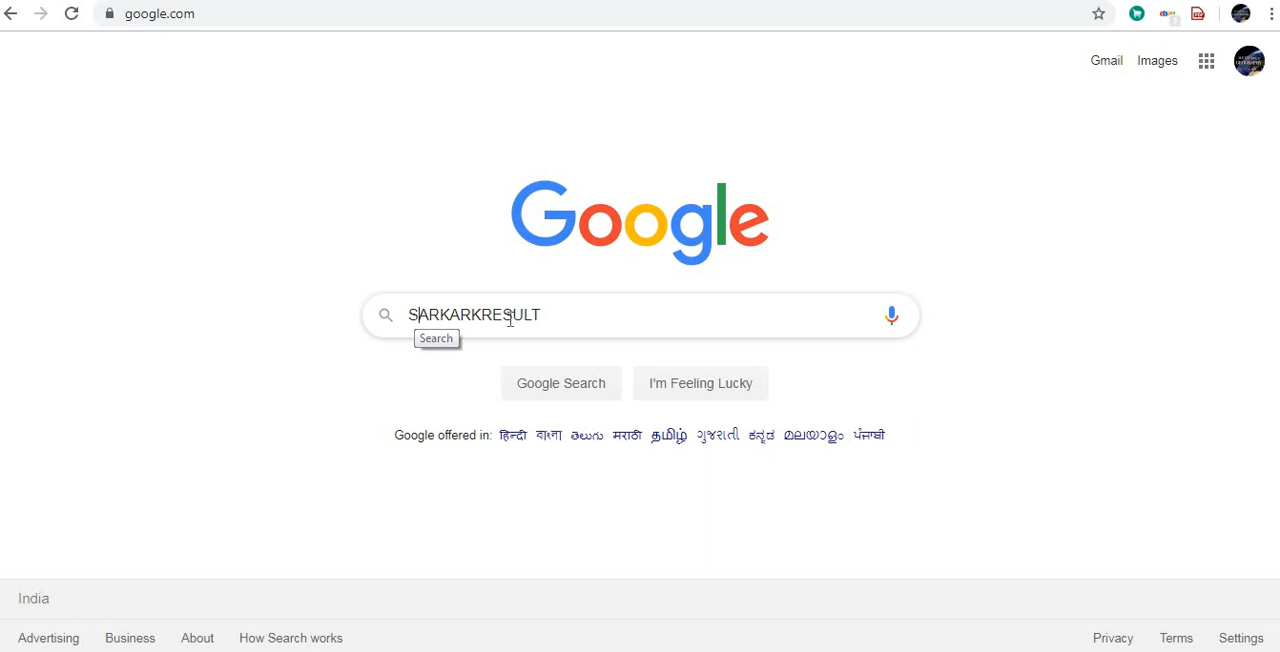 google.com
Gmail Images
Google
SARKARKRESULT
Search
Google Search I'm Feeling Lucky
Google offered in: हिन्दी বাংলা తెలుగు मराठी தமிழ் ગુજરાતી ಕನ್ನಡ മലയാളം ਪੰਜਾਬੀ
India
Advertising Business About How Search works Privacy Terms Settings